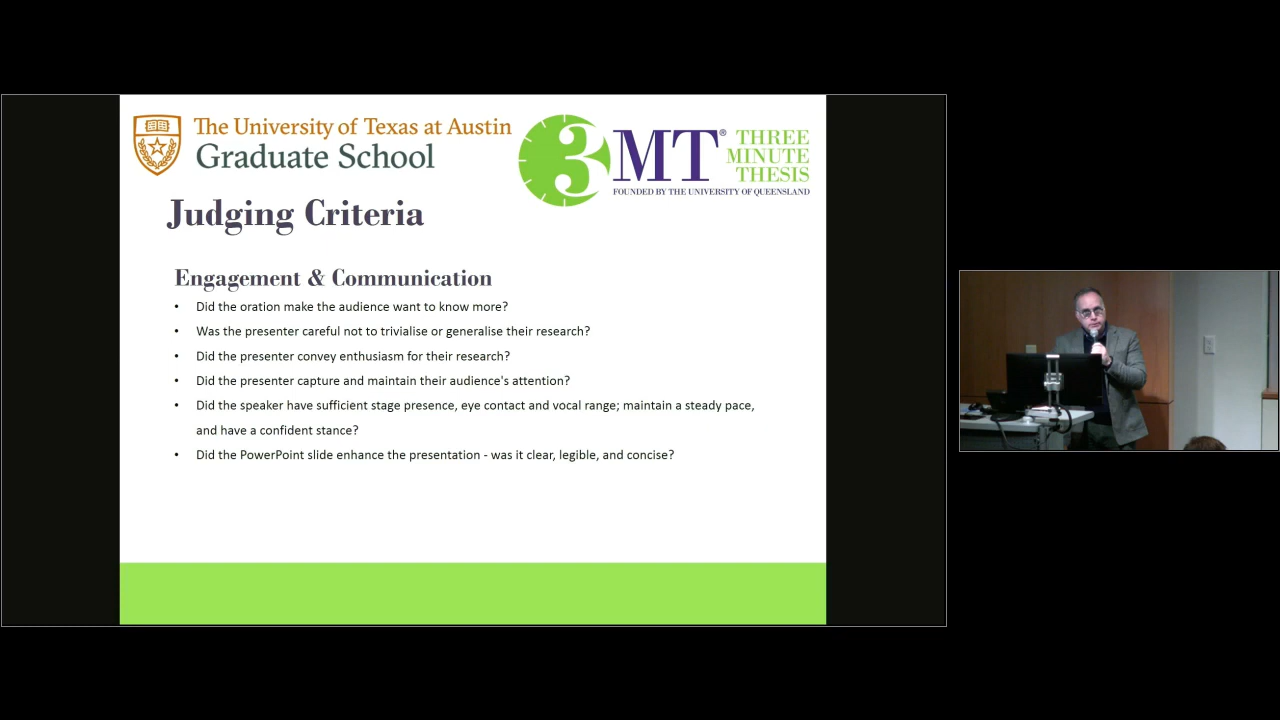 The University of Texas at Austin
Graduate School
3MT® THREE
MINUTE
THESIS
FOUNDED BY THE UNIVERSITY OF QUEENSLAND
Judging Criteria
Engagement & Communication
• Did the oration make the audience want to know more?
• Was the presenter careful not to trivialise or generalise their research?
• Did the presenter convey enthusiasm for their research?
• Did the presenter capture and maintain their audience's attention?
• Did the speaker have sufficient stage presence, eye contact and vocal range; maintain a steady pace,
and have a confident stance?
• Did the PowerPoint slide enhance the presentation - was it clear, legible, and concise?